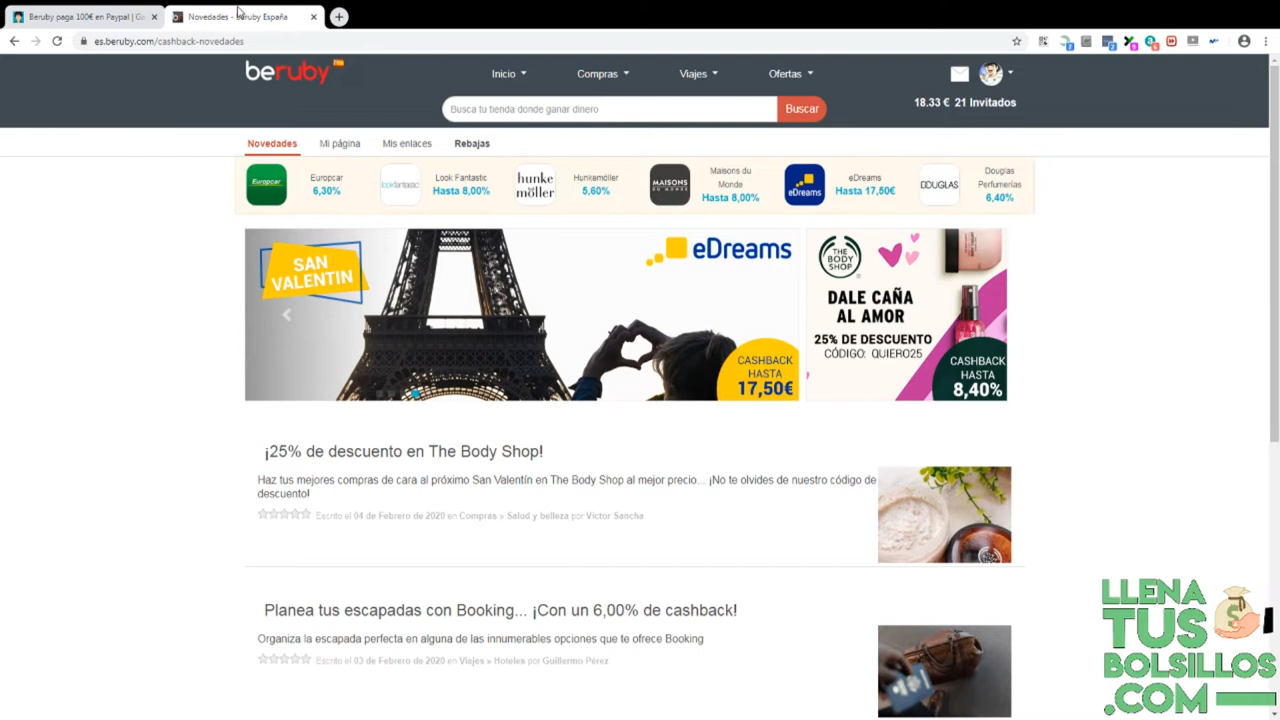 Beruby paga 100€ en Paypal | Ga
Novedades - Beruby España
es.beruby.com/cashback-novedades
beruby
Inicio
Compras
Viajes
Ofertas
Busca tu tienda donde ganar dinero
Buscar
18.33 € 21 Invitados
Novedades
Mi página
Mis enlaces
Rebajas
Europcar
Europcar
6,30%
lookfantastic
Look Fantastic
Hasta 8,00%
hunke
möller
Hunkemöller
5,60%
MAISONS
DU
MONDE
Maisons du
Monde
Hasta 8,00%
eDreams
eDreams
Hasta 17,50€
DOUGLAS
Douglas
Perfumerías
6,40%
SAN
VALENTIN
eDreams
CASHBACK
HASTA
17,50€
THE
BODY
SHOP
DALE CAÑA
AL AMOR
25% DE DESCUENTO
CÓDIGO: QUIERO25
CASHBACK
HASTA
8,40%
¡25% de descuento en The Body Shop!
Haz tus mejores compras de cara al próximo San Valentín en The Body Shop al mejor precio... ¡No te olvides de nuestro código de
descuento!
Escrito el 04 de Febrero de 2020 en Compras » Salud y belleza por Víctor Sancha
Planea tus escapadas con Booking... ¡Con un 6,00% de cashback!
Organiza la escapada perfecta en alguna de las innumerables opciones que te ofrece Booking
Escrito el 03 de Febrero de 2020 en Viajes » Hoteles por Guillermo Pérez
LLENA
TUS
BOLSILLOS
.COM